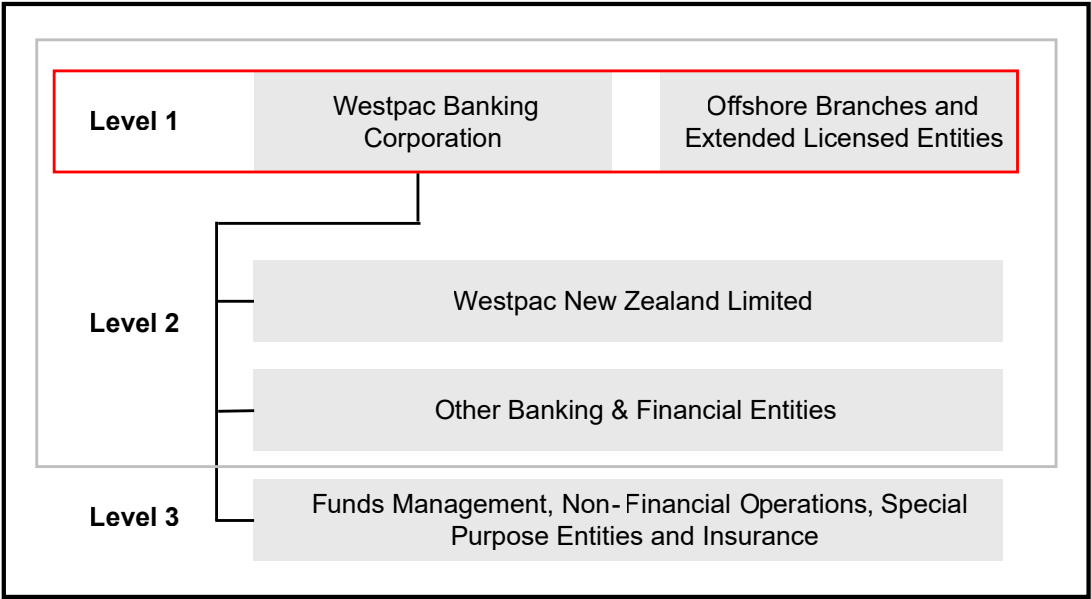 Level 1
Westpac Banking
Corporation
Offshore Branches and
Extended Licensed Entities
Level 2
Westpac New Zealand Limited
Other Banking & Financial Entities
Level 3
Funds Management, Non-Financial Operations, Special
Purpose Entities and Insurance